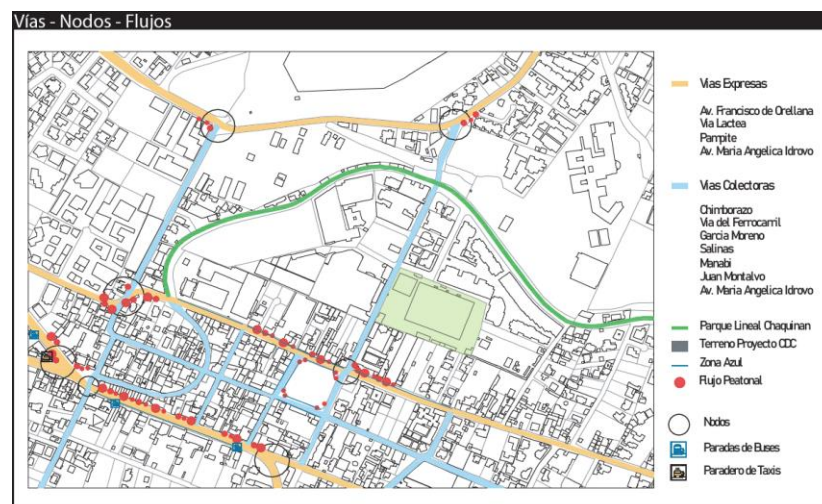 Vías - Nodos - Flujos
Vias Expresas
Av. Francisco de Orellana
Via Lactea
Pampite
Av. Maria Angelica Idrovo
Vias Colectoras
Chimborazo
Via del Ferrocarril
Garcia Moreno
Salinas
Manabi
Juan Montalvo
Av. Maria Angelica Idrovo
Parque Lineal Chaquinan
Terreno Proyecto CDC
Zona Azul
Flujo Peatonal
Nodos
Paradas de Buses
Paradero de Taxis